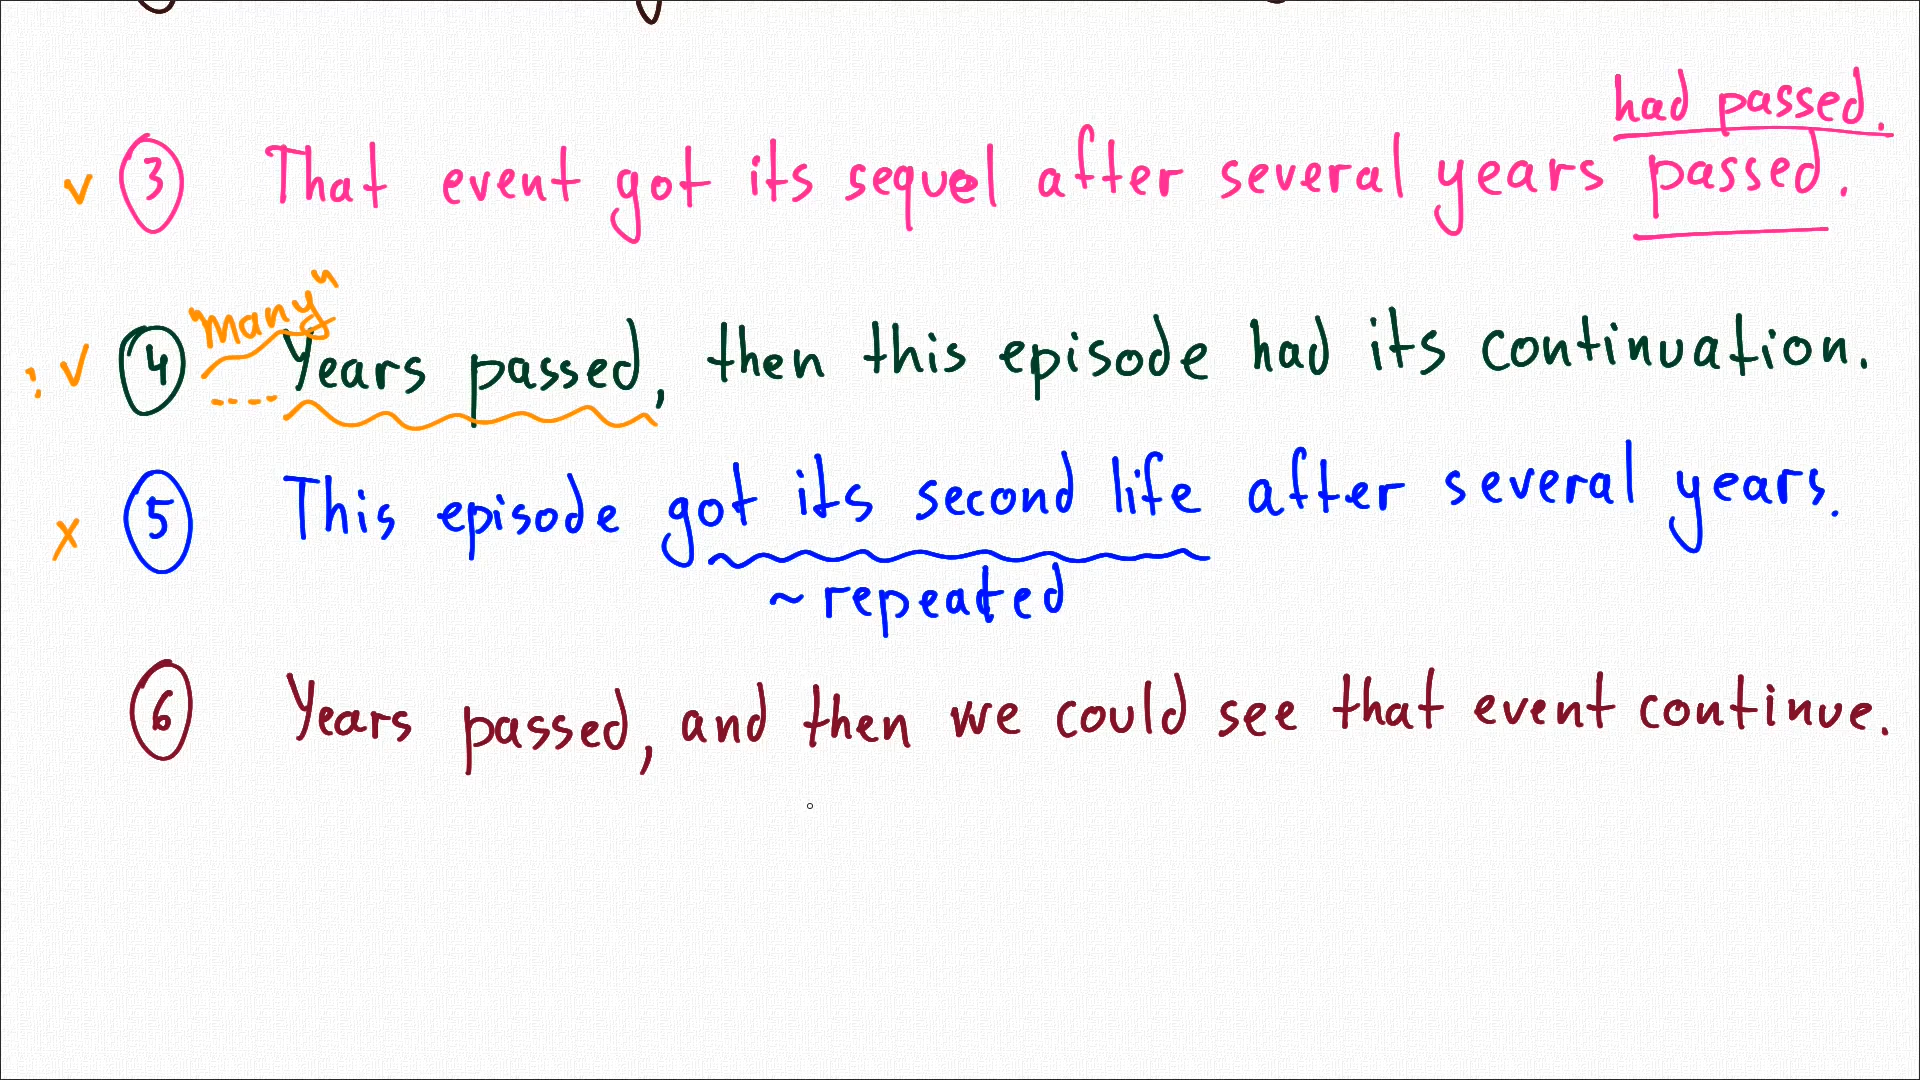 had passed.
v 3 That event got its sequel after several years passed.
"many"
: v 4 Years passed, then this episode had its continuation.
x 5 This episode got its second life after several years.
~ repeated
6 Years passed, and then we could see that event continue.